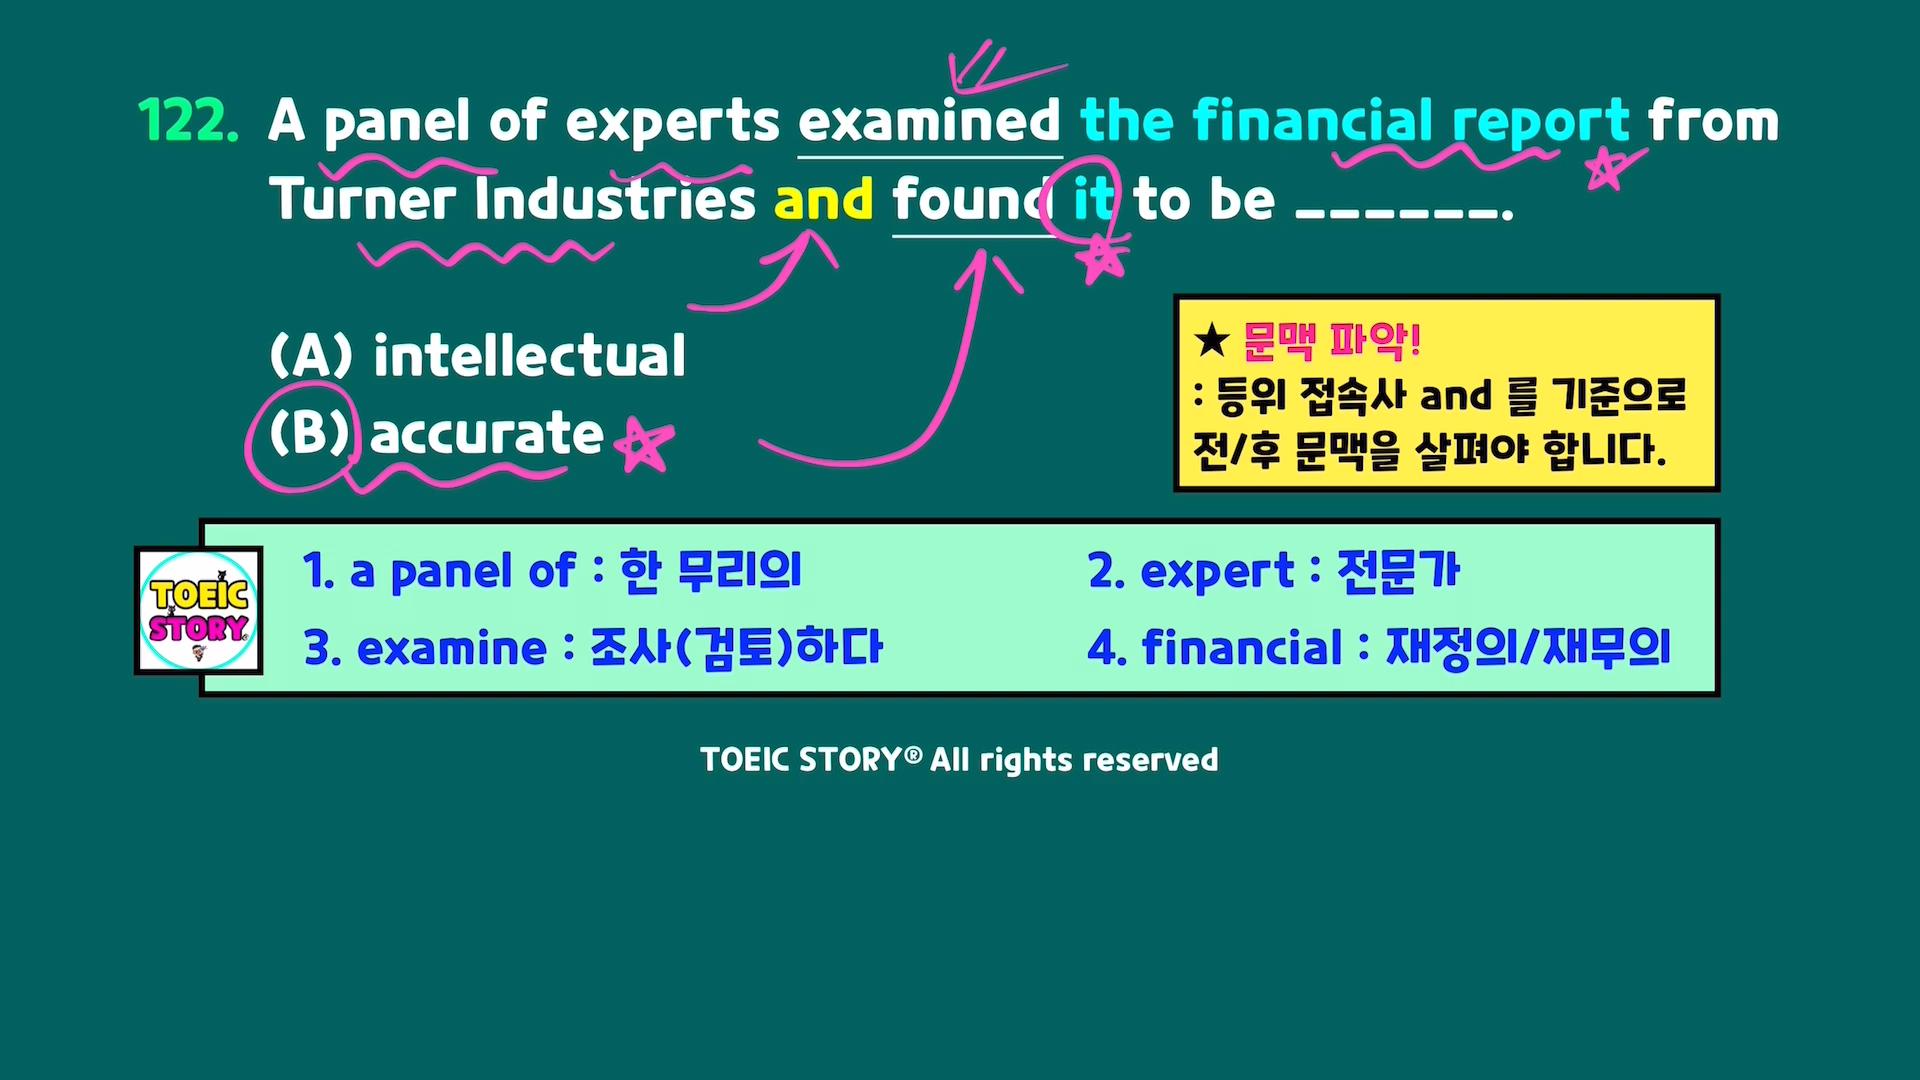 122. A panel of experts examined the financial report from
Turner Industries and found it to be ______.
(A) intellectual
(B) accurate
★ 문맥 파악!
: 등위 접속사 and 를 기준으로
전/후 문맥을 살펴야 합니다.
TOEIC
STORY®
1. a panel of : 한 무리의
2. expert : 전문가
3. examine : 조사(검토)하다
4. financial : 재정의/재무의
TOEIC STORY® All rights reserved